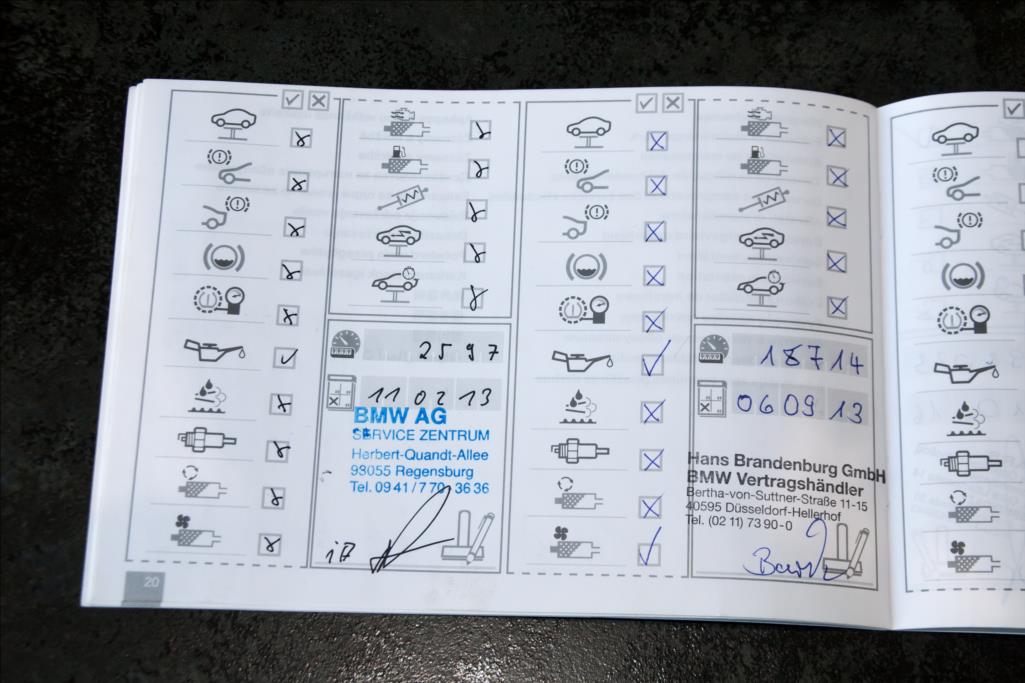 2597
11 02 13
BMW AG
SERVICE ZENTRUM
Herbert-Quandt-Allee
93055 Regensburg
Tel. 09 41/7 70 - 36 36
18714
06 09 13
Hans Brandenburg GmbH
BMW Vertragshändler
Bertha-von-Suttner-Straße 11-15
40595 Düsseldorf-Hellerhof
Tel. (02 11) 73 90-0
20